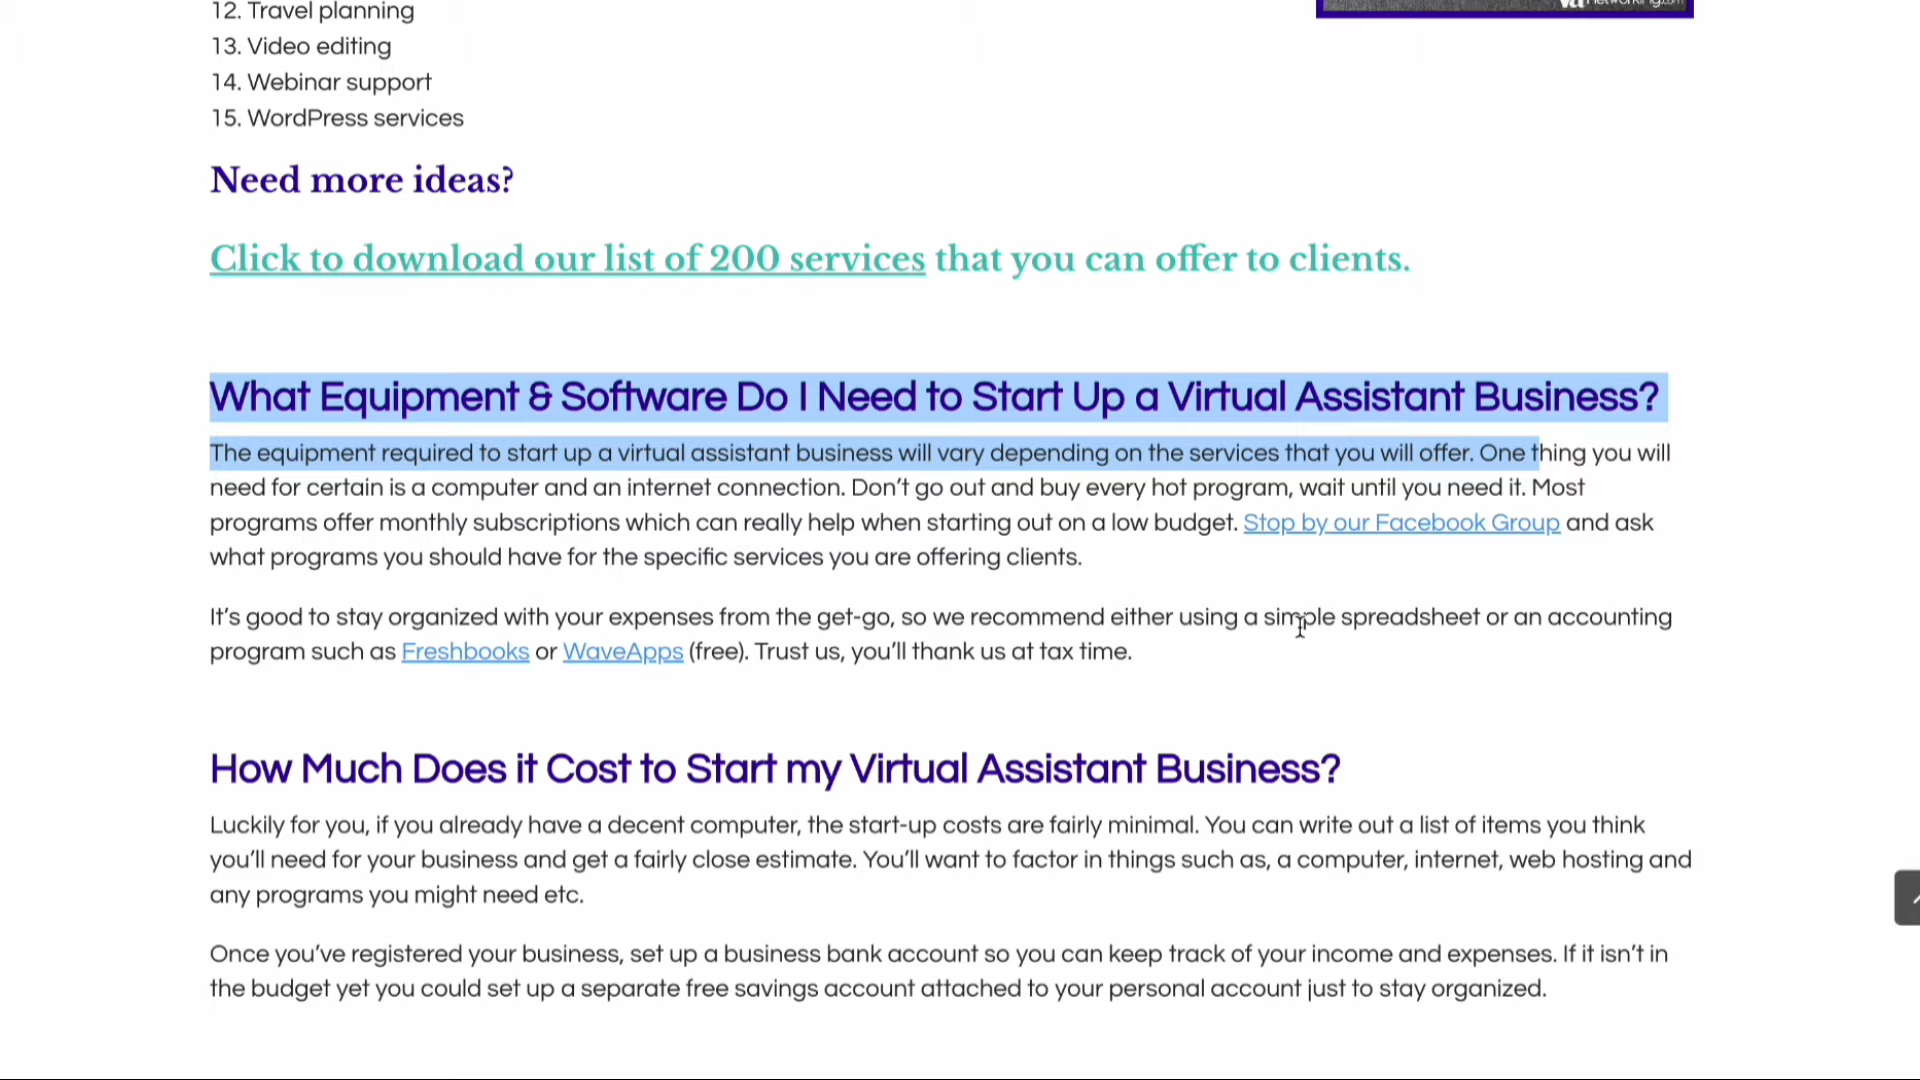 12. Travel planning
13. Video editing
14. Webinar support
15. WordPress services
Need more ideas?
Click to download our list of 200 services that you can offer to clients.
What Equipment & Software Do I Need to Start Up a Virtual Assistant Business?
The equipment required to start up a virtual assistant business will vary depending on the services that you will offer. One thing you will
need for certain is a computer and an internet connection. Don’t go out and buy every hot program, wait until you need it. Most
programs offer monthly subscriptions which can really help when starting out on a low budget. Stop by our Facebook Group and ask
what programs you should have for the specific services you are offering clients.
It’s good to stay organized with your expenses from the get-go, so we recommend either using a simple spreadsheet or an accounting
program such as Freshbooks or WaveApps (free). Trust us, you’ll thank us at tax time.
How Much Does it Cost to Start my Virtual Assistant Business?
Luckily for you, if you already have a decent computer, the start-up costs are fairly minimal. You can write out a list of items you think
you’ll need for your business and get a fairly close estimate. You’ll want to factor in things such as, a computer, internet, web hosting and
any programs you might need etc.
Once you’ve registered your business, set up a business bank account so you can keep track of your income and expenses. If it isn’t in
the budget yet you could set up a separate free savings account attached to your personal account just to stay organized.